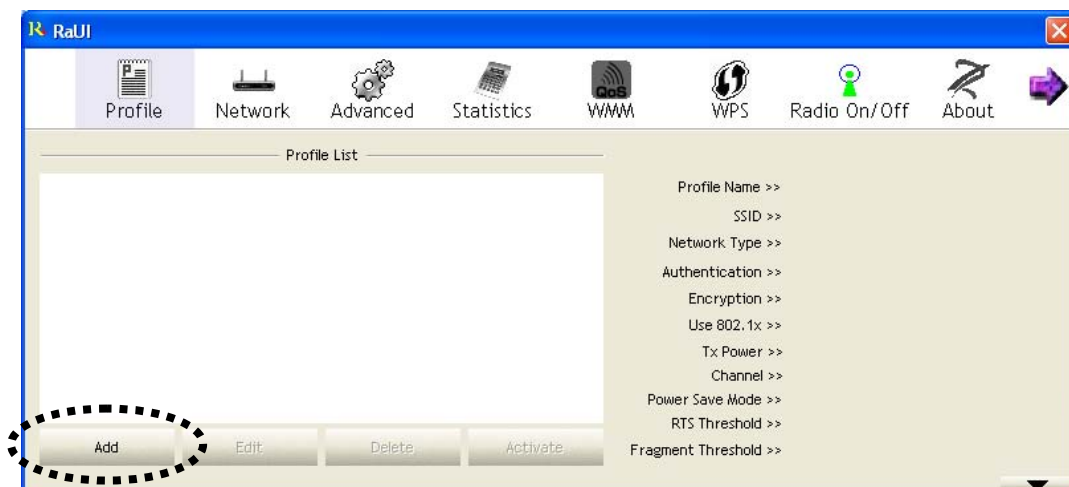 RaUI
Profile Network Advanced Statistics QoS WMM WPS Radio On/Off About
Profile List
Profile Name >>
SSID >>
Network Type >>
Authentication >>
Encryption >>
Use 802.1x >>
Tx Power >>
Channel >>
Power Save Mode >>
RTS Threshold >>
Fragment Threshold >>
Add Edit Delete Activate